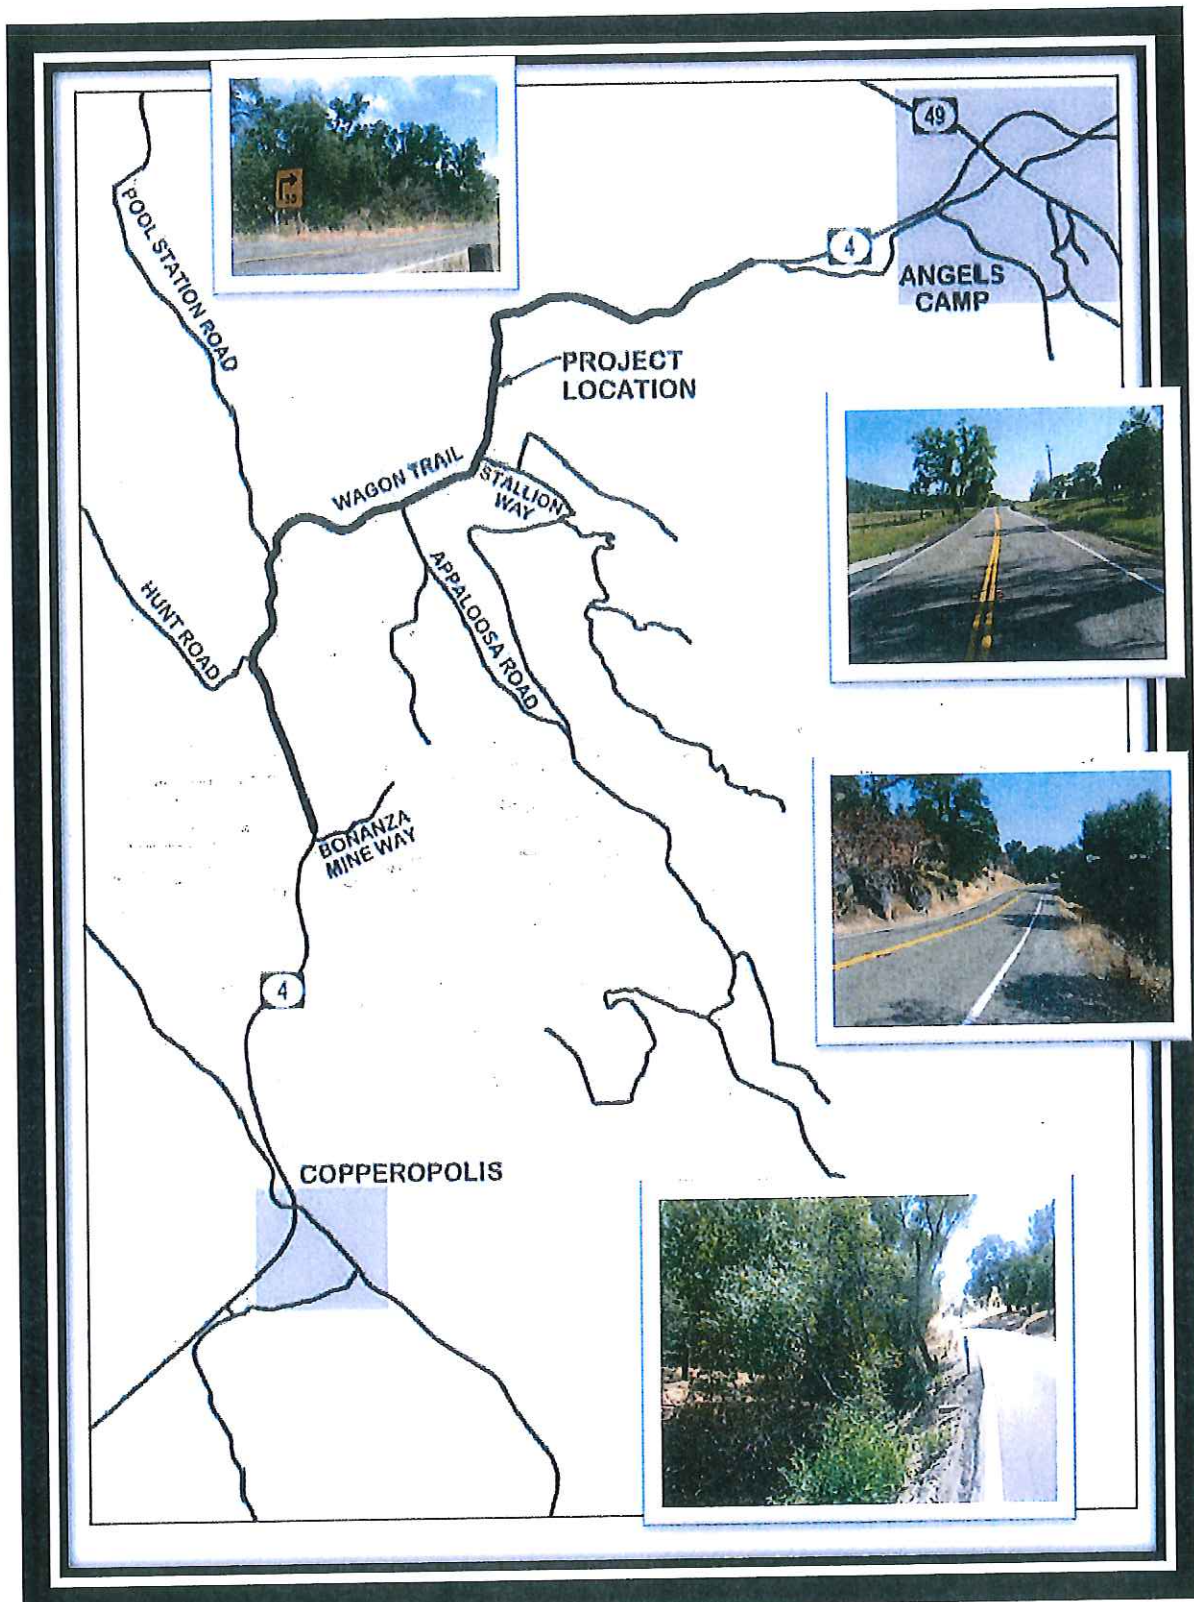 49
4
ANGELS
CAMP
POOL STATION ROAD
PROJECT
LOCATION
WAGON TRAIL
STALLION
WAY
HUNT ROAD
APPALOOSA ROAD
BONANZA
MINE WAY
4
COPPEROPOLIS